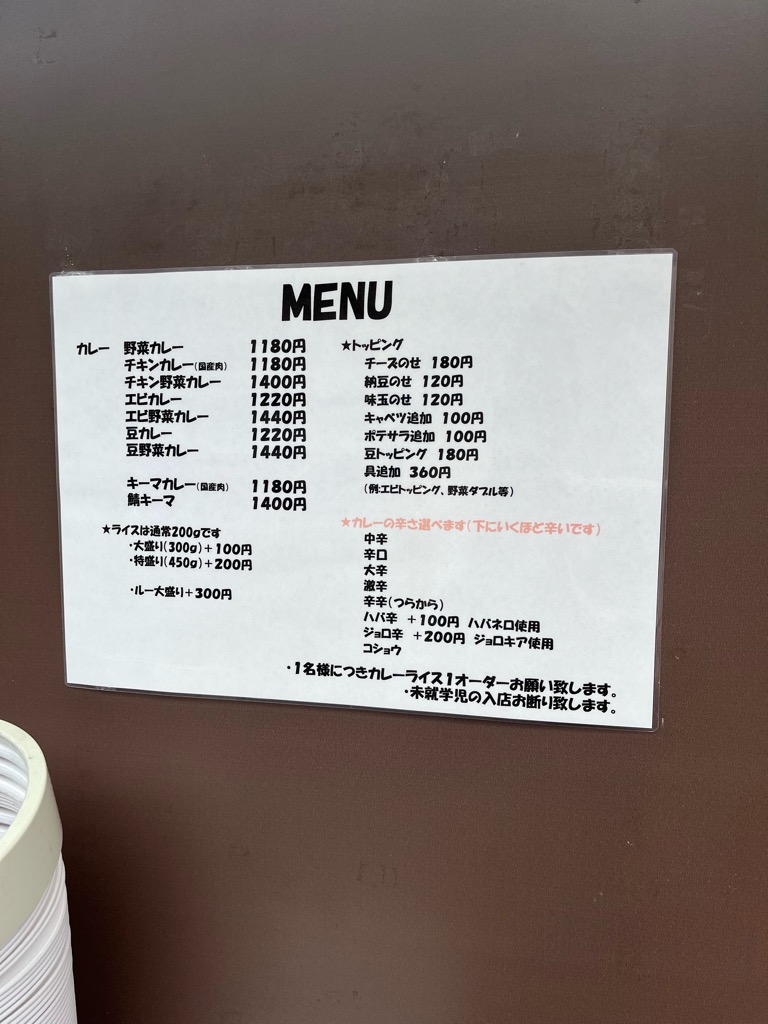 MENU
カレー 野菜カレー 1180円
チキンカレー(国産肉) 1180円
チキン野菜カレー 1400円
エビカレー 1220円
エビ野菜カレー 1440円
豆カレー 1220円
豆野菜カレー 1440円
キーマカレー(国産肉) 1180円
鯖キーマ 1400円
★ライスは通常200gです
・大盛り(300g)+100円
・特盛り(450g)+200円
・ルー大盛り+300円
★トッピング
チーズのせ 180円
納豆のせ 120円
味玉のせ 120円
キャベツ追加 100円
ポテサラ追加 100円
豆トッピング 180円
具追加 360円
(例:エビトッピング、野菜ダブル等)
★カレーの辛さ選べます(下にいくほど辛いです)
中辛
辛口
大辛
激辛
辛辛(つらから)
ハバ辛 +100円 ハバネロ使用
ジョロ辛 +200円 ジョロキア使用
コショウ
・1名様につきカレーライス1オーダーお願い致します。
・未就学児の入店お断り致します。